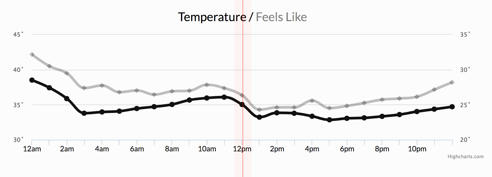 Temperature / Feels Like
45° 35°
40° 30°
35° 25°
30° 20°
12am 2am 4am 6am 8am 10am 12pm 2pm 4pm 6pm 8pm 10pm
Highcharts.com